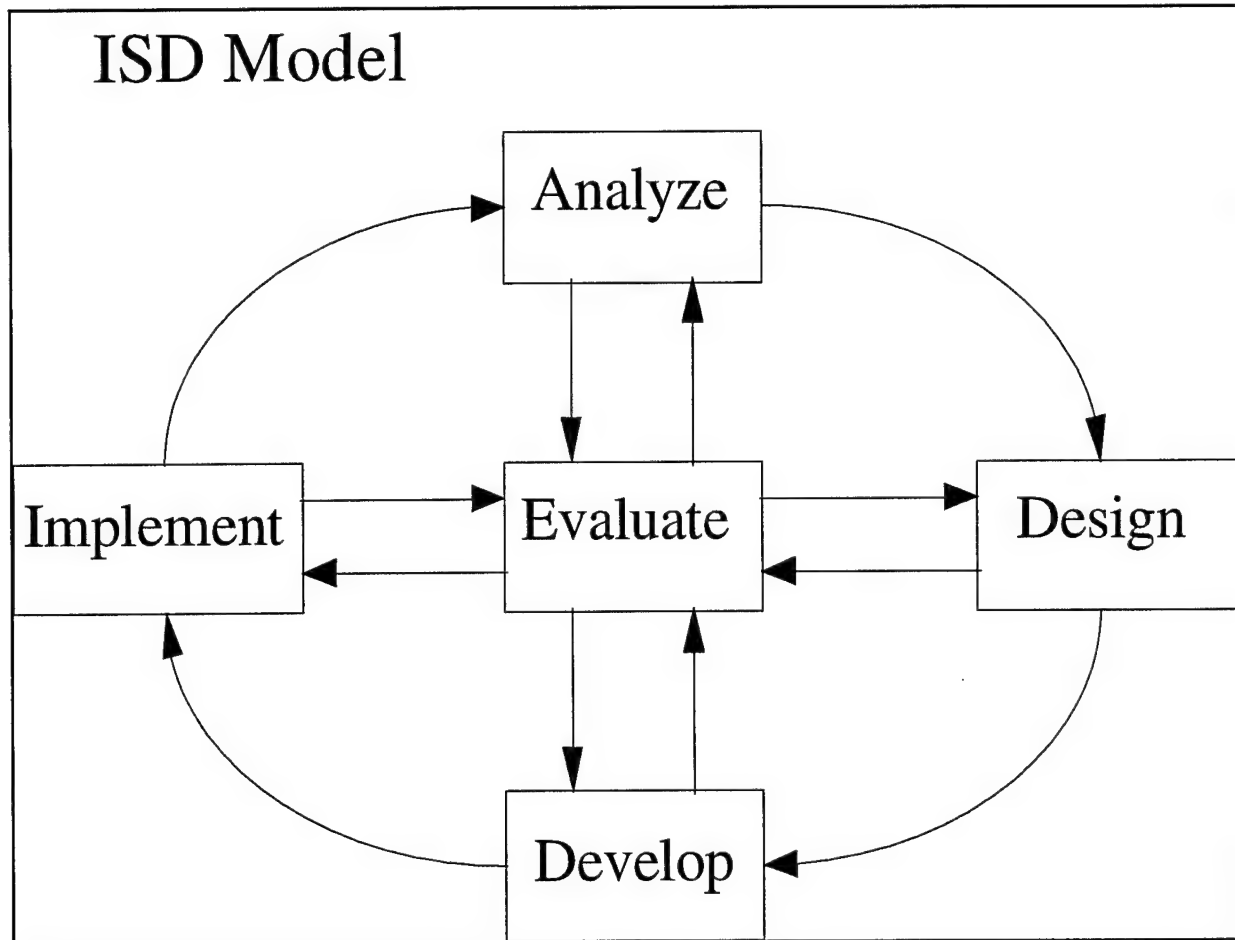 ISD Model
Analyze
Implement
Evaluate
Design
Develop